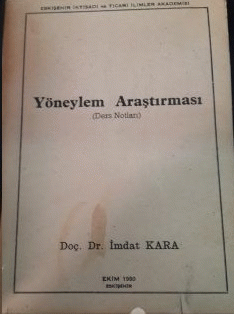 ESKİŞEHİR İKTİSADİ ve TİCARİ İLİMLER AKADEMİSİ
Yöneylem Araştırması
(Ders Notları)
Doç. Dr. İmdat KARA
EKİM 1980
ESKİŞEHİR